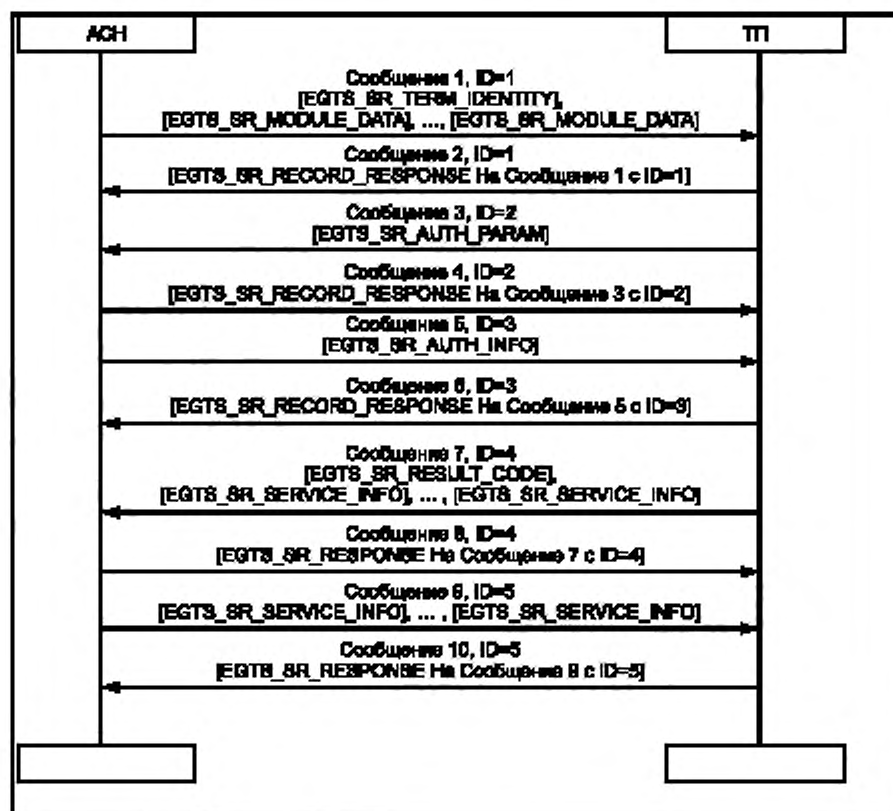 АСН
ТП
Сообщение 1, ID=1
[EGTS_SR_TERM_IDENTITY],
[EGTS_SR_MODULE_DATA], ..., [EGTS_SR_MODULE_DATA]
Сообщение 2, ID=1
[EGTS_SR_RECORD_RESPONSE На Сообщение 1 с ID=1]
Сообщение 3, ID=2
[EGTS_SR_AUTH_PARAM]
Сообщение 4, ID=2
[EGTS_SR_RECORD_RESPONSE На Сообщение 3 с ID=2]
Сообщение 5, ID=3
[EGTS_SR_AUTH_INFO]
Сообщение 6, ID=3
[EGTS_SR_RECORD_RESPONSE На Сообщение 5 с ID=3]
Сообщение 7, ID=4
[EGTS_SR_RESULT_CODE],
[EGTS_SR_SERVICE_INFO], ... , [EGTS_SR_SERVICE_INFO]
Сообщение 8, ID=4
[EGTS_SR_RESPONSE На Сообщение 7 с ID=4]
Сообщение 9, ID=5
[EGTS_SR_SERVICE_INFO], ... , [EGTS_SR_SERVICE_INFO]
Сообщение 10, ID=5
[EGTS_SR_RESPONSE На Сообщение 9 с ID=5]